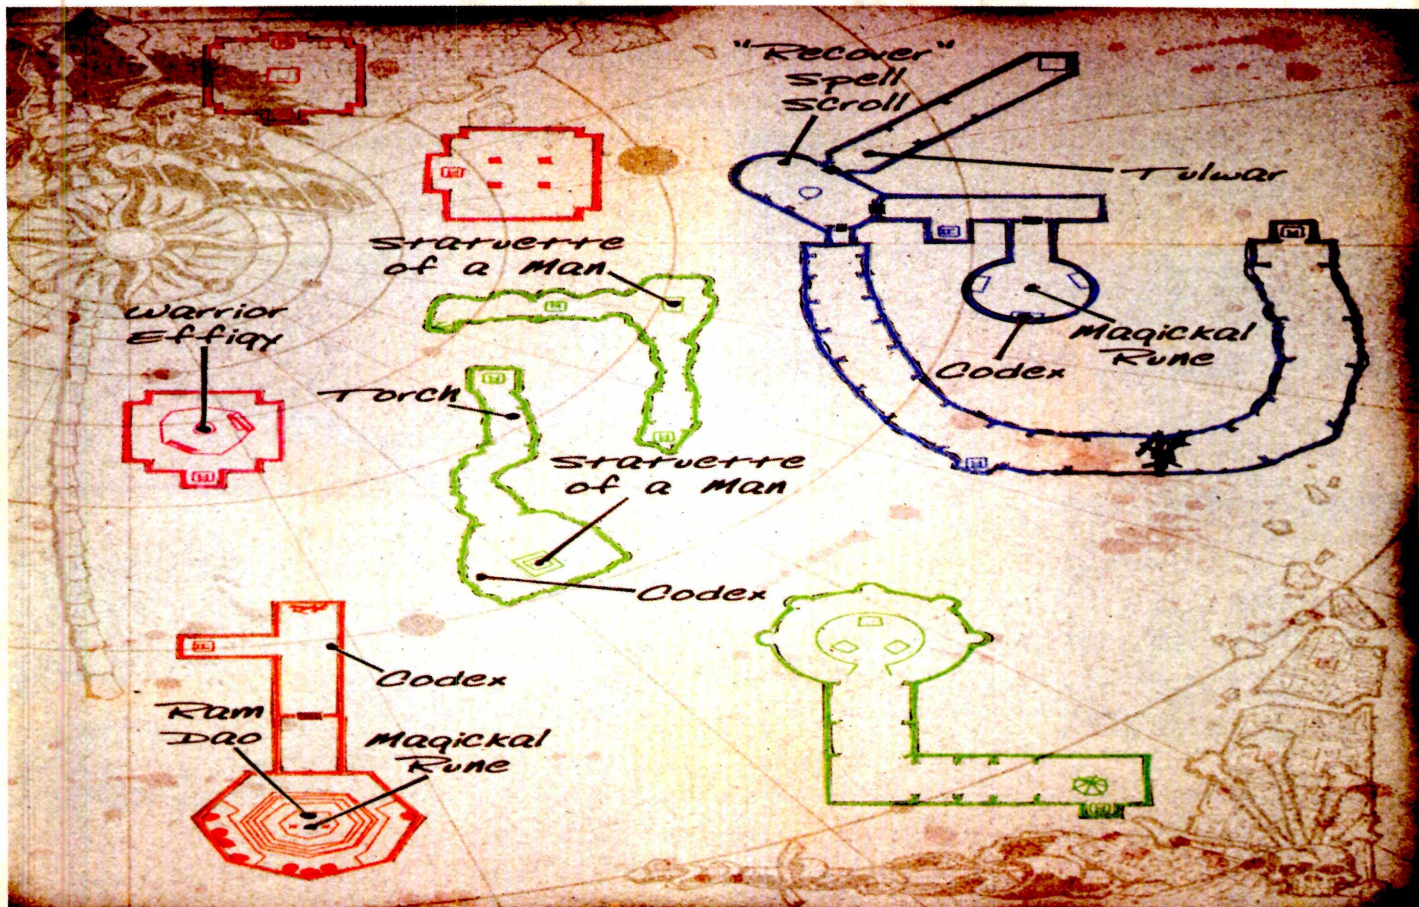 "Recover"
Spell
Scroll
Tulwar
Statuette
of a Man
Warrior
Effigy
Magickal
Rune
Codex
Torch
Statuette
of a Man
Codex
Codex
Ram
Dao
Magickal
Rune